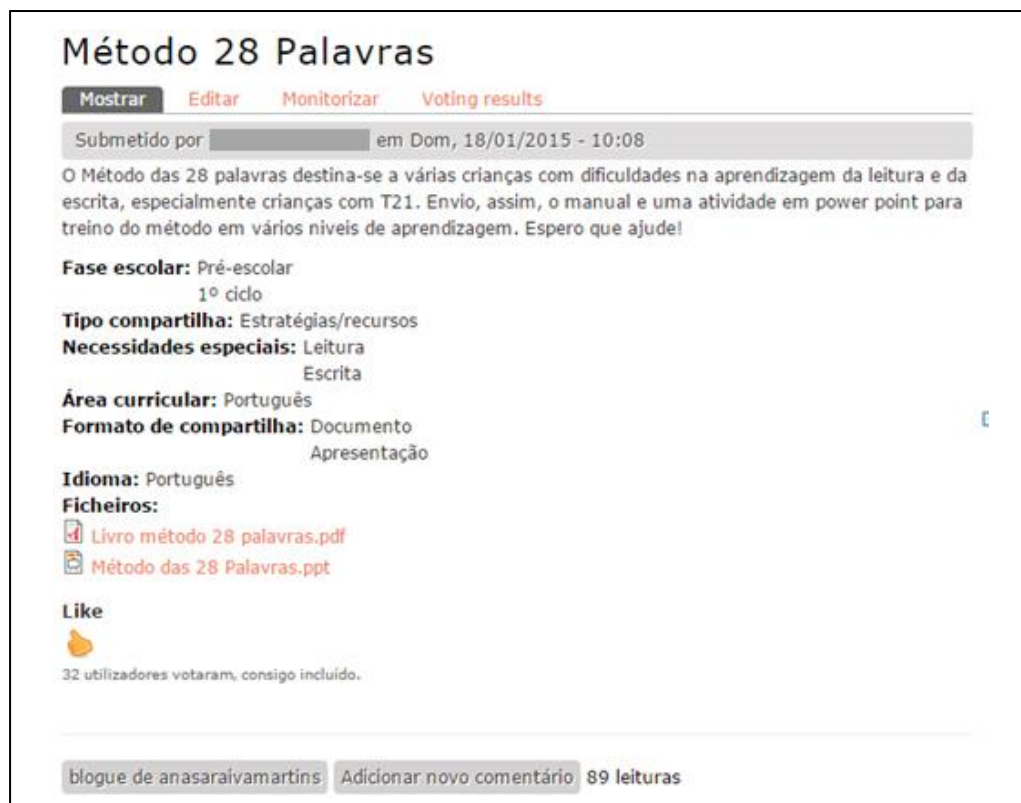 Método 28 Palavras
Mostrar Editar Monitorizar Voting results
Submetido por em Dom, 18/01/2015 - 10:08
O Método das 28 palavras destina-se a várias crianças com dificuldades na aprendizagem da leitura e da
escrita, especialmente crianças com T21. Envio, assim, o manual e uma atividade em power point para
treino do método em vários niveis de aprendizagem. Espero que ajude!
Fase escolar: Pré-escolar
1º ciclo
Tipo compartilha: Estratégias/recursos
Necessidades especiais: Leitura
Escrita
Área curricular: Português
Formato de compartilha: Documento
Apresentação
Idioma: Português
Ficheiros:
Livro método 28 palavras.pdf
Método das 28 Palavras.ppt
Like
32 utilizadores votaram, consigo incluído.
blogue de anasaraivamartins Adicionar novo comentário 89 leituras